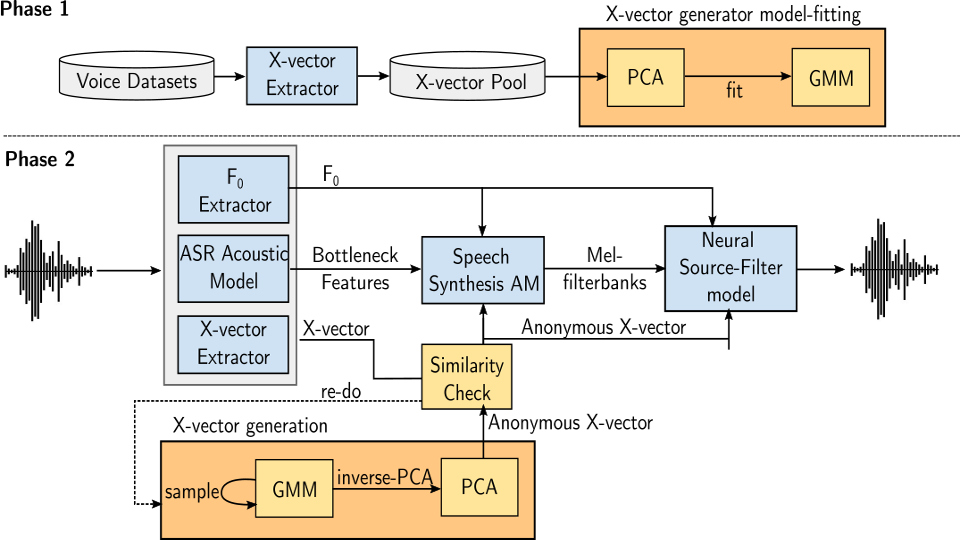 Phase 1
X-vector generator model-fitting
Voice Datasets
X-vector
Extractor
X-vector Pool
PCA
fit
GMM
Phase 2
F0
Extractor
F0
ASR Acoustic
Model
Bottleneck
Features
Speech
Synthesis AM
Mel-
filterbanks
Neural
Source-Filter
model
X-vector
Extractor
X-vector
Anonymous X-vector
Similarity
Check
re-do
Anonymous X-vector
X-vector generation
sample
GMM
inverse-PCA
PCA